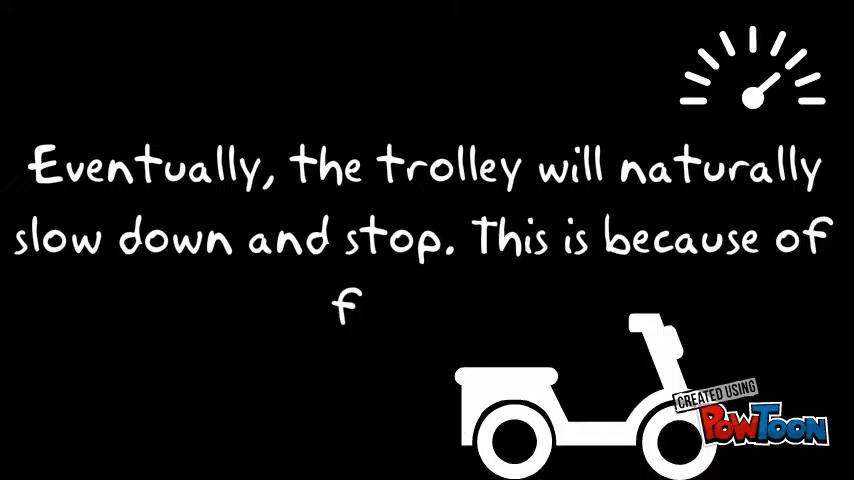 Eventually, the trolley will naturally
slow down and stop. This is because of
f
CREATED USING
POWTOON